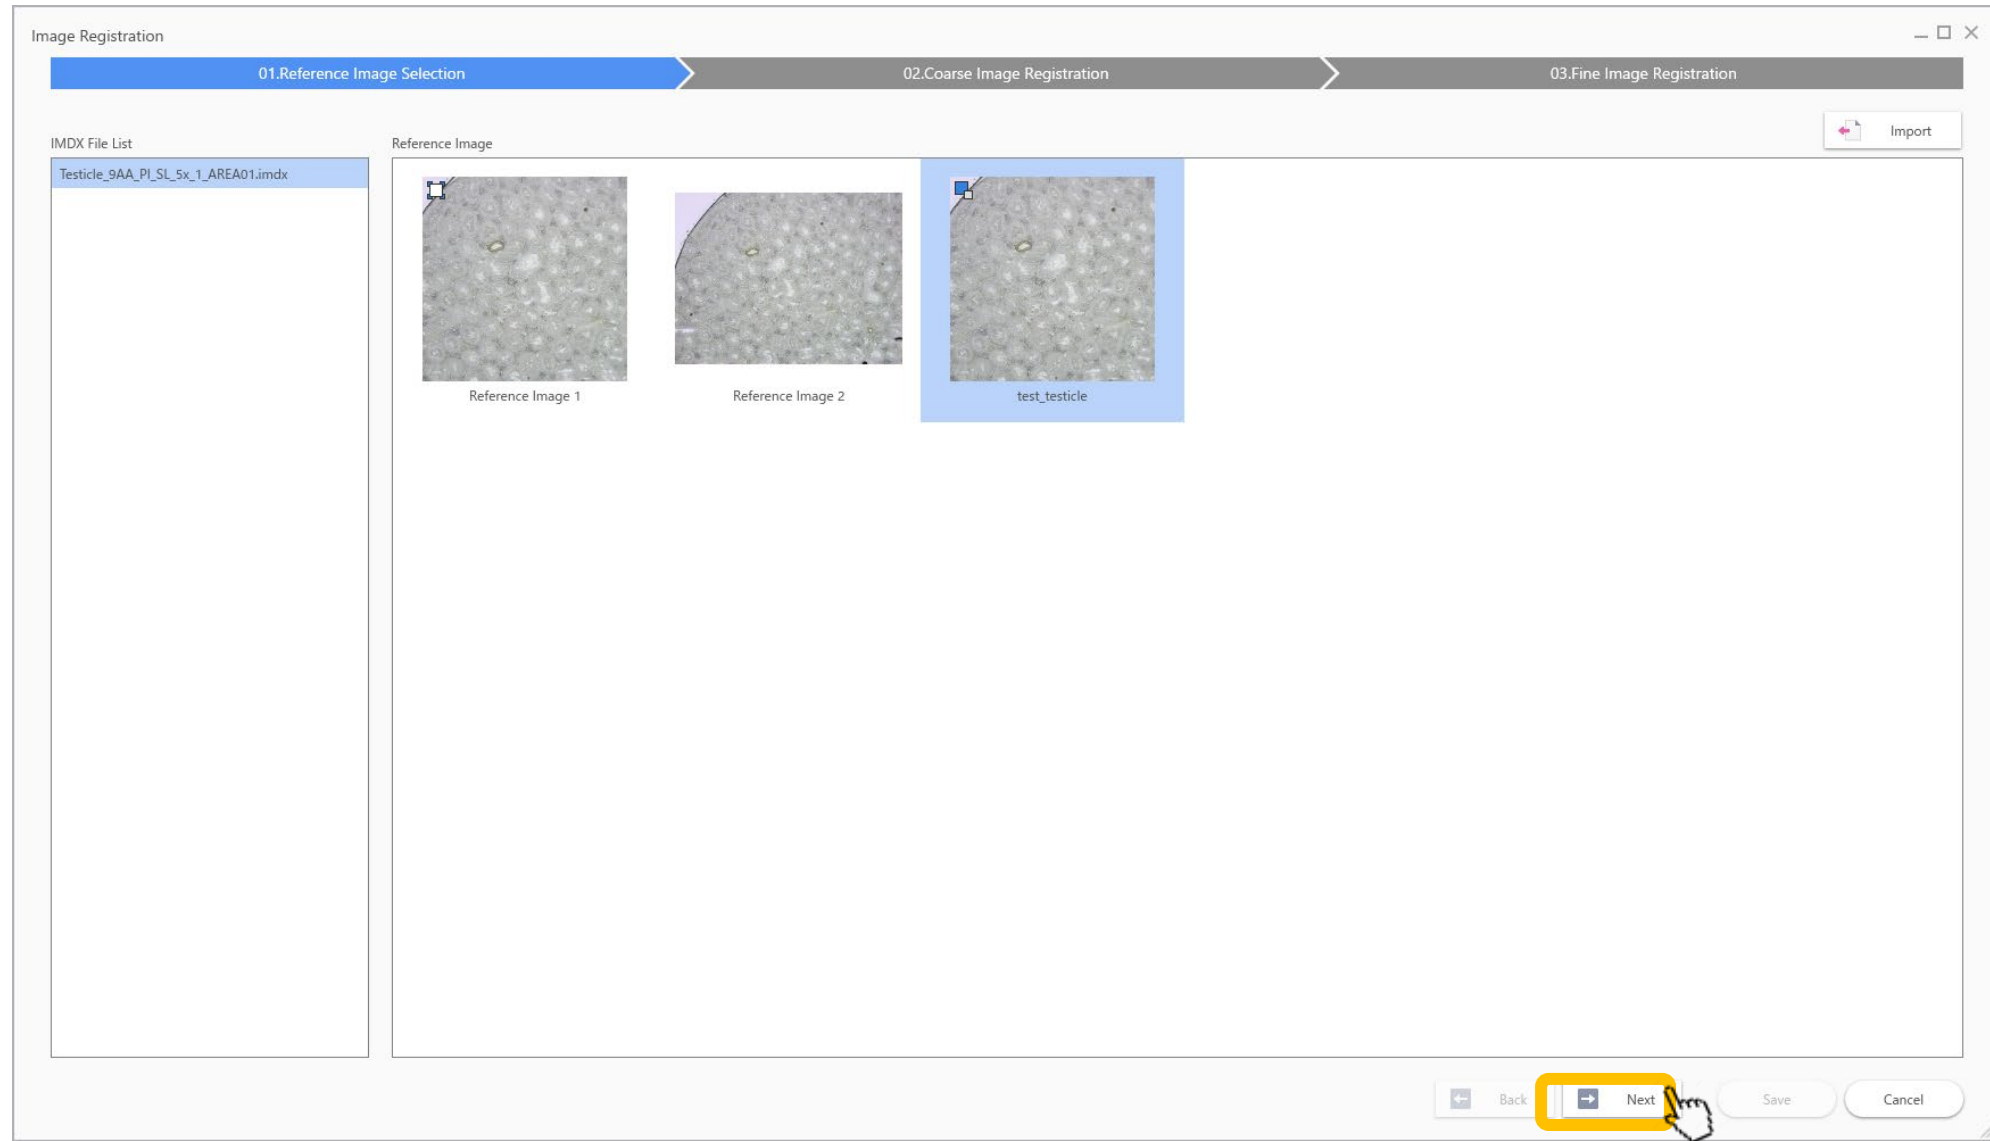 Image Registration
01.Reference Image Selection
02.Coarse Image Registration
03.Fine Image Registration
Import
IMDX File List
Reference Image
Testicle_9AA_PI_SL_5x_1_AREA01.imdx
Reference Image 1
Reference Image 2
test_testicle
Back
Next
Save
Cancel